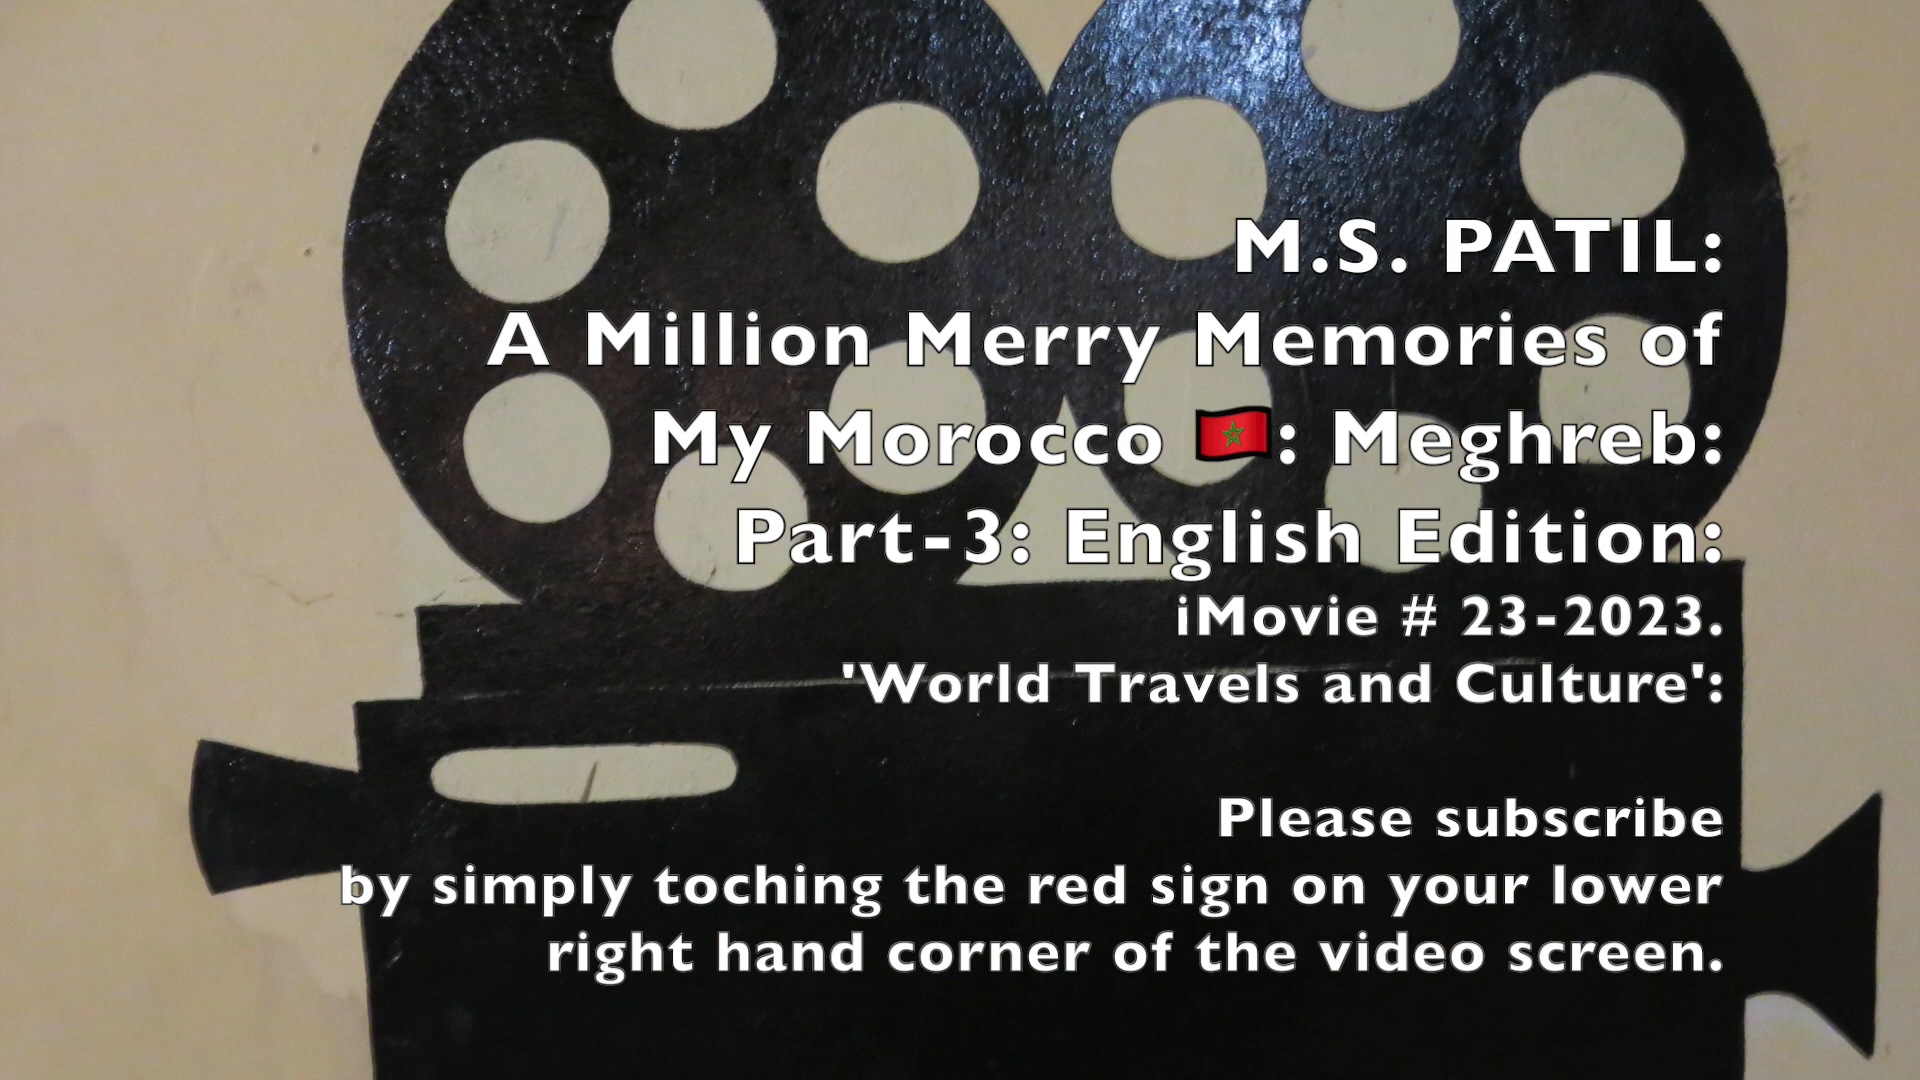 M.S. PATIL:
A Million Merry Memories of
My Morocco 🇲🇦: Meghreb:
Part-3: English Edition:
iMovie # 23-2023.
'World Travels and Culture':
Please subscribe
by simply toching the red sign on your lower
right hand corner of the video screen.